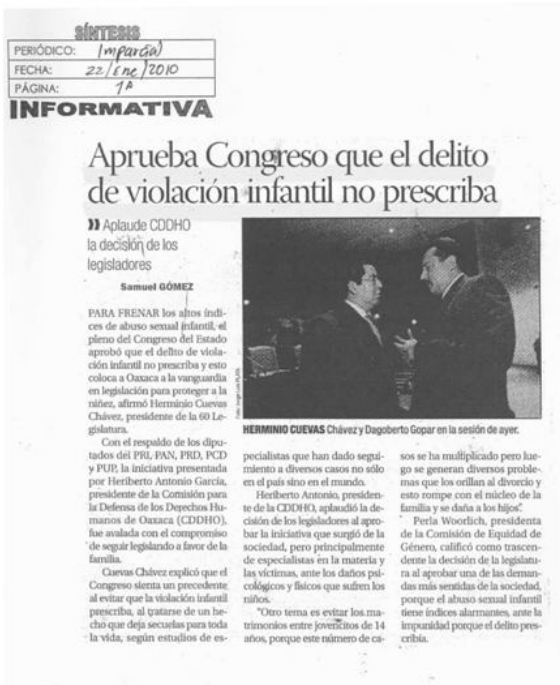 SÍNTESIS
PERIÓDICO: Imparcial
FECHA: 22/Ene/2010
PÁGINA: 1A
INFORMATIVA
Aprueba Congreso que el delito
de violación infantil no prescriba
Aplaude CDDHO
la decisión de los
legisladores
Samuel GÓMEZ
PARA FRENAR los altos índi-
ces de abuso sexual infantil, el
pleno del Congreso del Estado
aprobó que el delito de viola-
ción infantil no prescriba y esto
coloca a Oaxaca a la vanguardia
en legislación para proteger a la
niñez, afirmó Herminio Cuevas
Chávez, presidente de la 60 Le-
gislatura.
Con el respaldo de los dipu-
tados del PRI, PAN, PRD, PCD
y PUP, la iniciativa presentada
por Heriberto Antonio García,
presidente de la Comisión para
la Defensa de los Derechos Hu-
manos de Oaxaca (CDDHO),
fue avalada con el compromiso
de seguir legislando a favor de la
familia.
Cuevas Chávez explicó que el
Congreso sienta un precedente
al evitar que la violación infantil
prescriba, al tratarse de un he-
cho que deja secuelas para toda
la vida, según estudios de es-
HERMINIO CUEVAS Chávez y Dagoberto Gopar en la sesión de ayer.
pecialistas que han dado segui-
miento a diversos casos no sólo
en el país sino en el mundo.
Heriberto Antonio, presiden-
te de la CDDHO, aplaudió la de-
cisión de los legisladores al apro-
bar la iniciativa que surgió de la
sociedad, pero principalmente
de especialistas en la materia y
las víctimas, ante los daños psi-
cológicos y físicos que sufren los
niños.
"Otro tema es evitar los ma-
trimonios entre jovencitos de 14
años, porque este número de ca-
sos se ha multiplicado pero lue-
go se generan diversos proble-
mas que los orillan al divorcio y
esto rompe con el núcleo de la
familia y se daña a los hijos".
Perla Woorlich, presidenta
de la Comisión de Equidad de
Género, calificó como trascen-
dente la decisión de la legislatu-
ra al aprobar una de las deman-
das más sentidas de la sociedad,
porque el abuso sexual infantil
tiene índices alarmantes, ante la
impunidad porque el delito pres-
cribía.